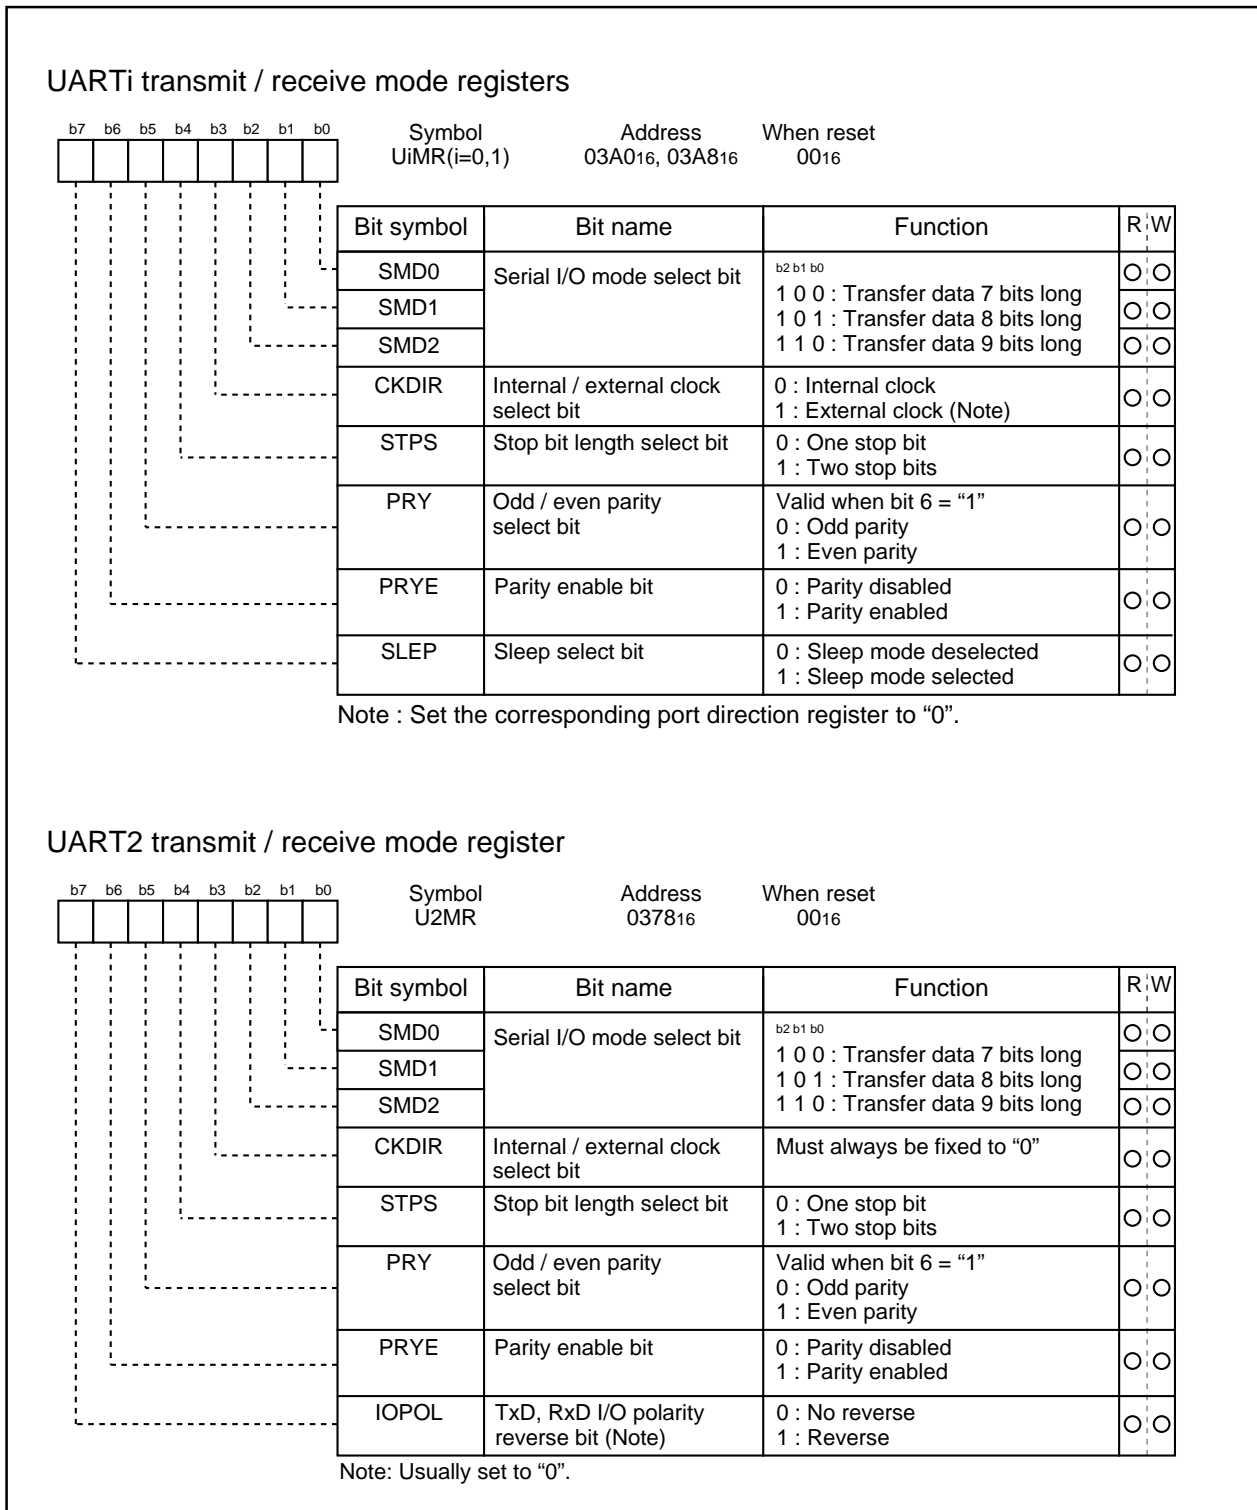 UARTi transmit / receive mode registers
b7 b6 b5 b4 b3 b2 b1 b0
Symbol Address When reset
UiMR(i=0,1) 03A016, 03A816 0016
Bit symbol Bit name Function R W
SMD0 Serial I/O mode select bit b2 b1 b0
1 0 0 : Transfer data 7 bits long
SMD1 1 0 1 : Transfer data 8 bits long
SMD2 1 1 0 : Transfer data 9 bits long
CKDIR Internal / external clock 0 : Internal clock
select bit 1 : External clock (Note)
STPS Stop bit length select bit 0 : One stop bit
1 : Two stop bits
PRY Odd / even parity Valid when bit 6 = “1”
select bit 0 : Odd parity
1 : Even parity
PRYE Parity enable bit 0 : Parity disabled
1 : Parity enabled
SLEP Sleep select bit 0 : Sleep mode deselected
1 : Sleep mode selected
Note : Set the corresponding port direction register to “0”.
UART2 transmit / receive mode register
b7 b6 b5 b4 b3 b2 b1 b0
Symbol Address When reset
U2MR 037816 0016
Bit symbol Bit name Function R W
SMD0 Serial I/O mode select bit b2 b1 b0
1 0 0 : Transfer data 7 bits long
SMD1 1 0 1 : Transfer data 8 bits long
SMD2 1 1 0 : Transfer data 9 bits long
CKDIR Internal / external clock Must always be fixed to “0”
select bit
STPS Stop bit length select bit 0 : One stop bit
1 : Two stop bits
PRY Odd / even parity Valid when bit 6 = “1”
select bit 0 : Odd parity
1 : Even parity
PRYE Parity enable bit 0 : Parity disabled
1 : Parity enabled
IOPOL TxD, RxD I/O polarity 0 : No reverse
reverse bit (Note) 1 : Reverse
Note: Usually set to “0”.